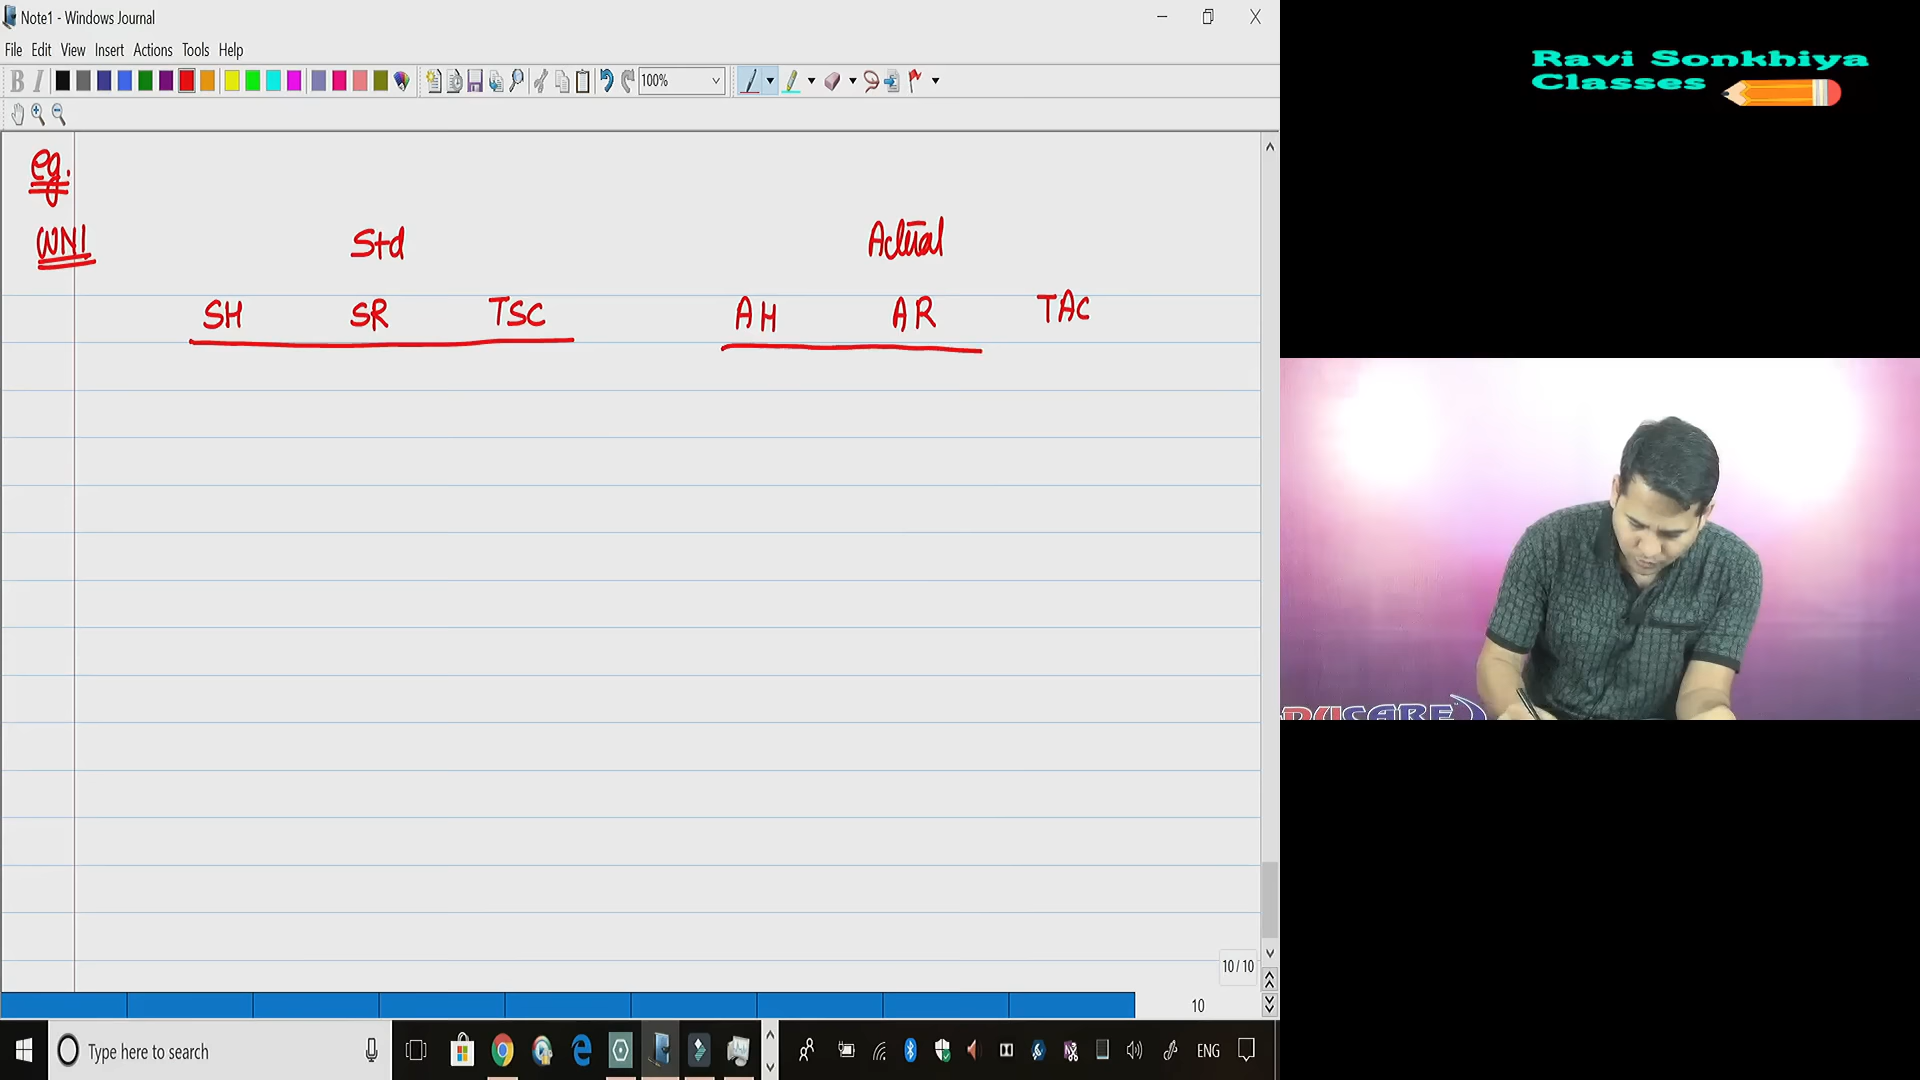 Note1 - Windows Journal
File Edit View Insert Actions Tools Help
B I 100%
Ravi Sonkhiya
Classes
eg.
WN1 Std Actual
SH SR TSC AH AR TAC
10 / 10
10
Type here to search
ENG